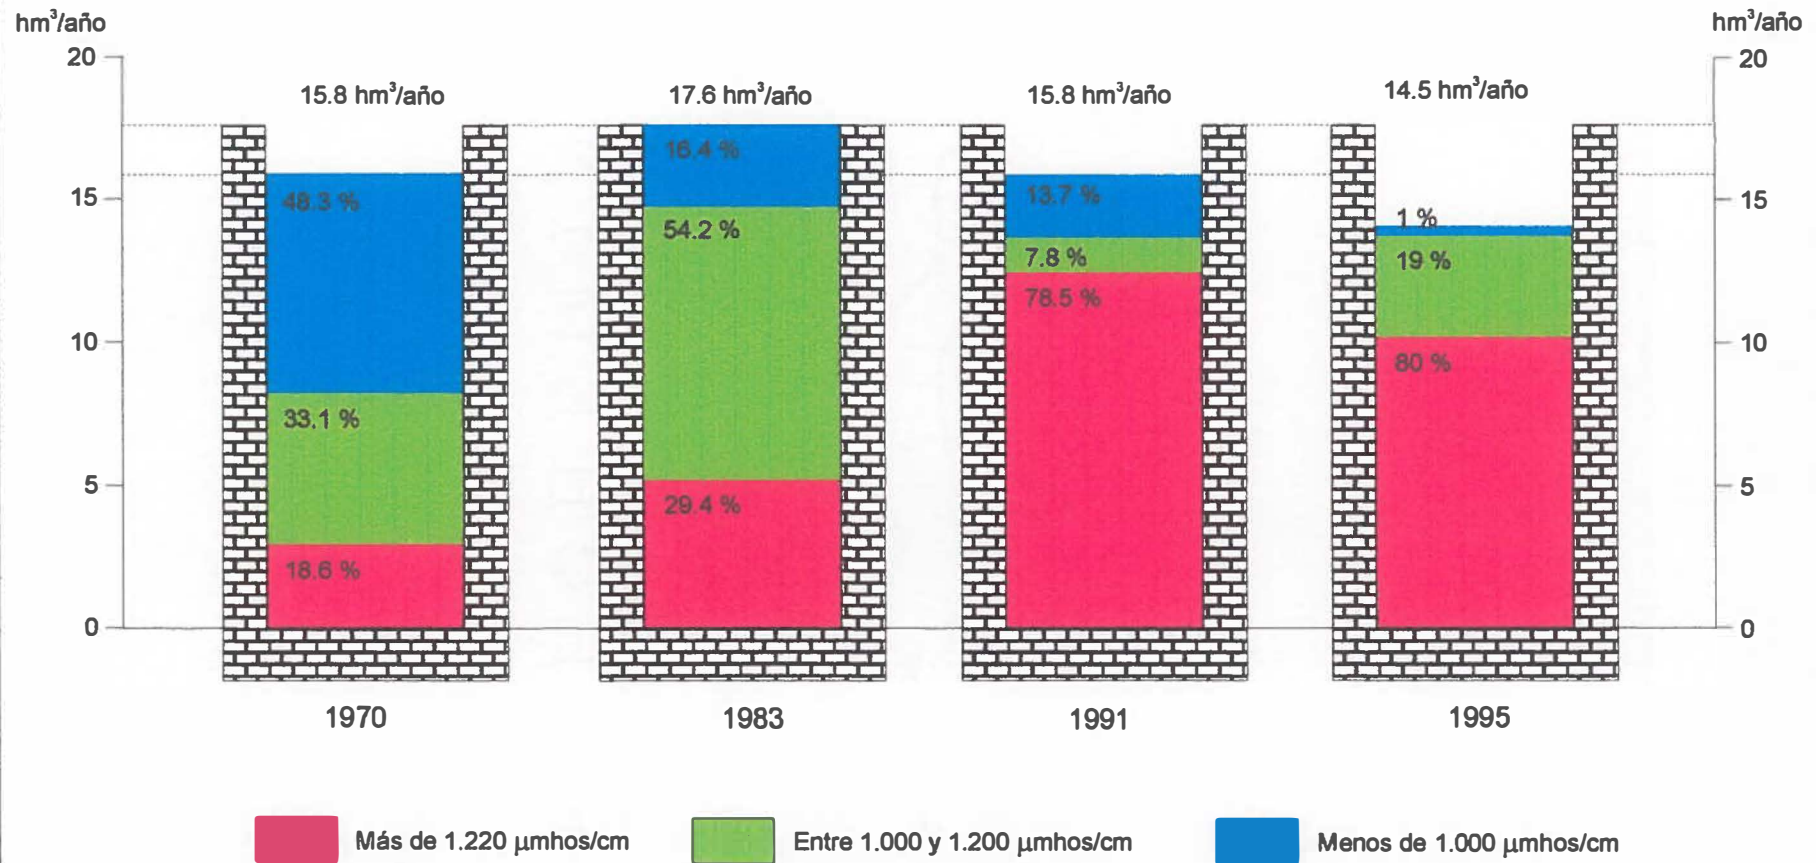 hm³/año
hm³/año
20
20
15.8 hm³/año
17.6 hm³/año
15.8 hm³/año
14.5 hm³/año
15
15
10
10
5
5
0
0
48.3 %
33.1 %
18.6 %
16.4 %
54.2 %
29.4 %
13.7 %
7.8 %
78.5 %
1 %
19 %
80 %
1970
1983
1991
1995
Más de 1.220 µmhos/cm
Entre 1.000 y 1.200 µmhos/cm
Menos de 1.000 µmhos/cm